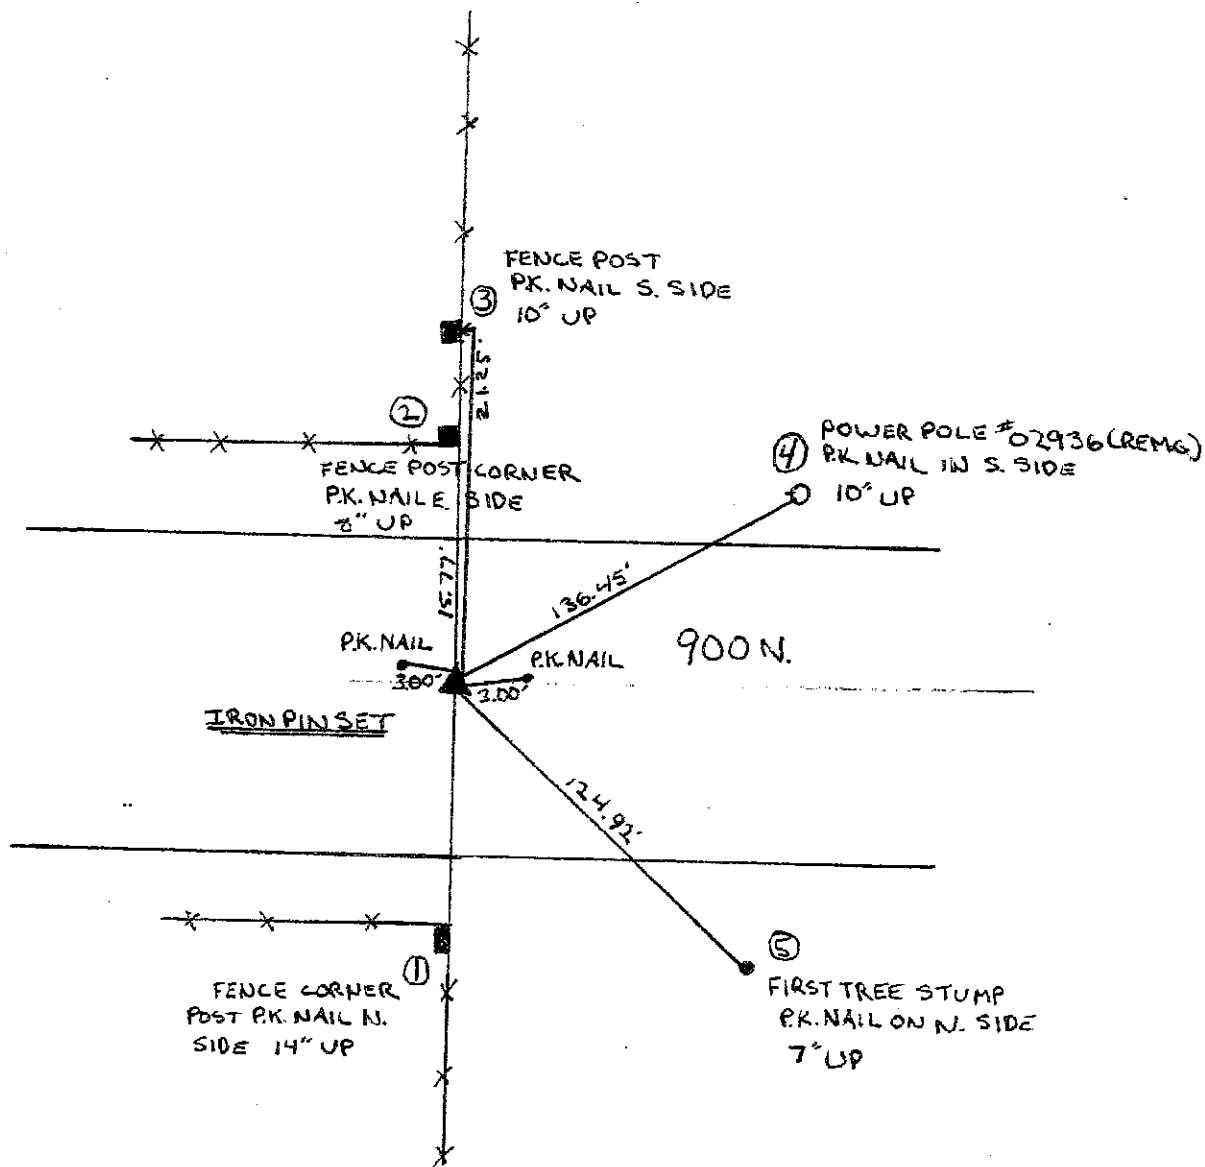 FENCE POST
P.K. NAIL S. SIDE
10" UP
③
21.25'
②
FENCE POST CORNER
P.K. NAIL E. SIDE
8" UP
④
POWER POLE #02936 (REMG.)
P.K. NAIL IN S. SIDE
10" UP
15.77'
136.45'
P.K. NAIL
3.00'
P.K. NAIL
3.00'
900 N.
IRON PIN SET
124.92'
①
FENCE CORNER
POST P.K. NAIL N.
SIDE 14" UP
⑤
FIRST TREE STUMP
P.K. NAIL ON N. SIDE
7" UP